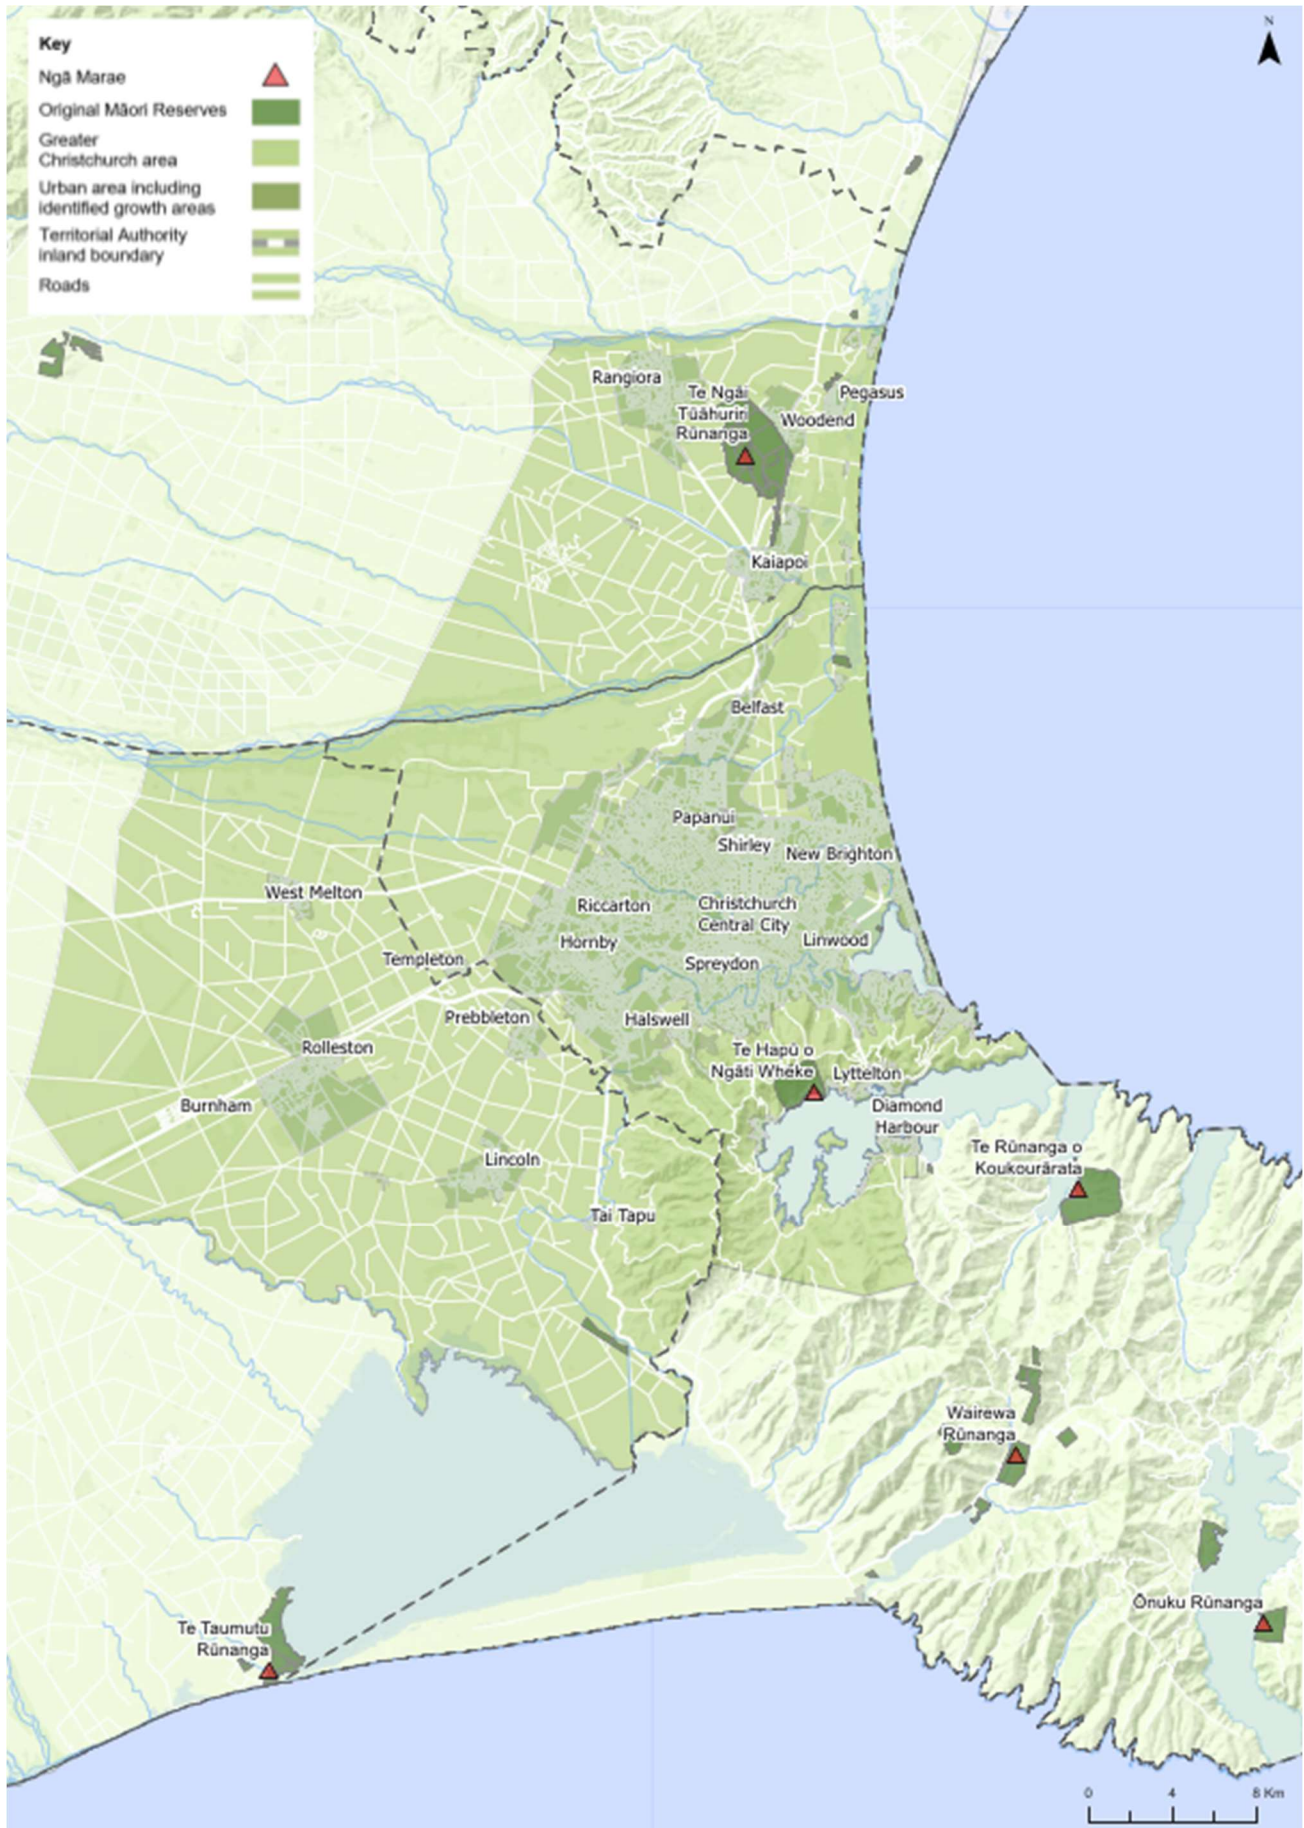 Key
Ngā Marae
Original Māori Reserves
Greater
Christchurch area
Urban area including
identified growth areas
Territorial Authority
inland boundary
Roads
N
Rangiora
Te Ngāi
Tūāhuriri
Rūnanga
Pegasus
Woodend
Kaiapoi
Belfast
Papanui
Shirley
New Brighton
West Melton
Riccarton
Christchurch
Central City
Hornby
Linwood
Templeton
Spreydon
Prebbleton
Halswell
Rolleston
Te Hapū o
Ngāti Wheke
Lyttelton
Burnham
Diamond
Harbour
Te Rūnanga o
Koukourārata
Lincoln
Tai Tapu
Wairewa
Rūnanga
Ōnuku Rūnanga
Te Taumutu
Rūnanga
0 4 8 Km